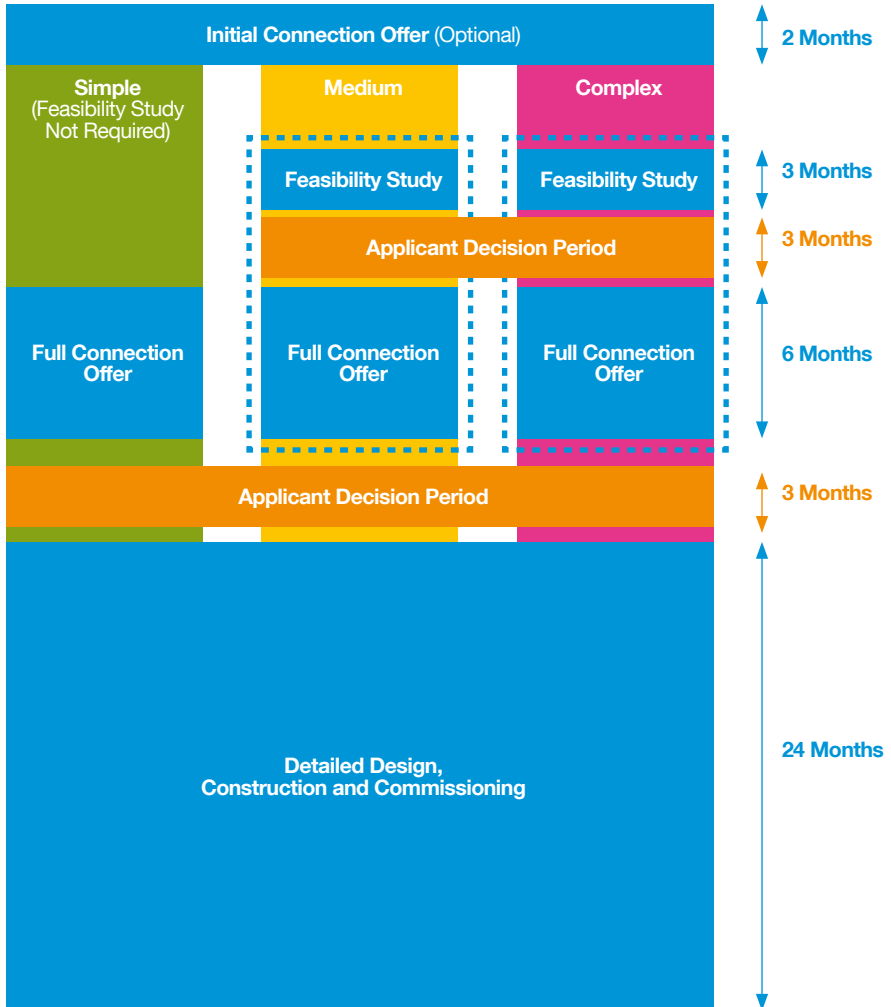 Initial Connection Offer (Optional)
2 Months
Simple
(Feasibility Study
Not Required)
Medium
Complex
Feasibility Study
Feasibility Study
3 Months
Applicant Decision Period
3 Months
Full Connection
Offer
Full Connection
Offer
Full Connection
Offer
6 Months
Applicant Decision Period
3 Months
Detailed Design,
Construction and Commissioning
24 Months